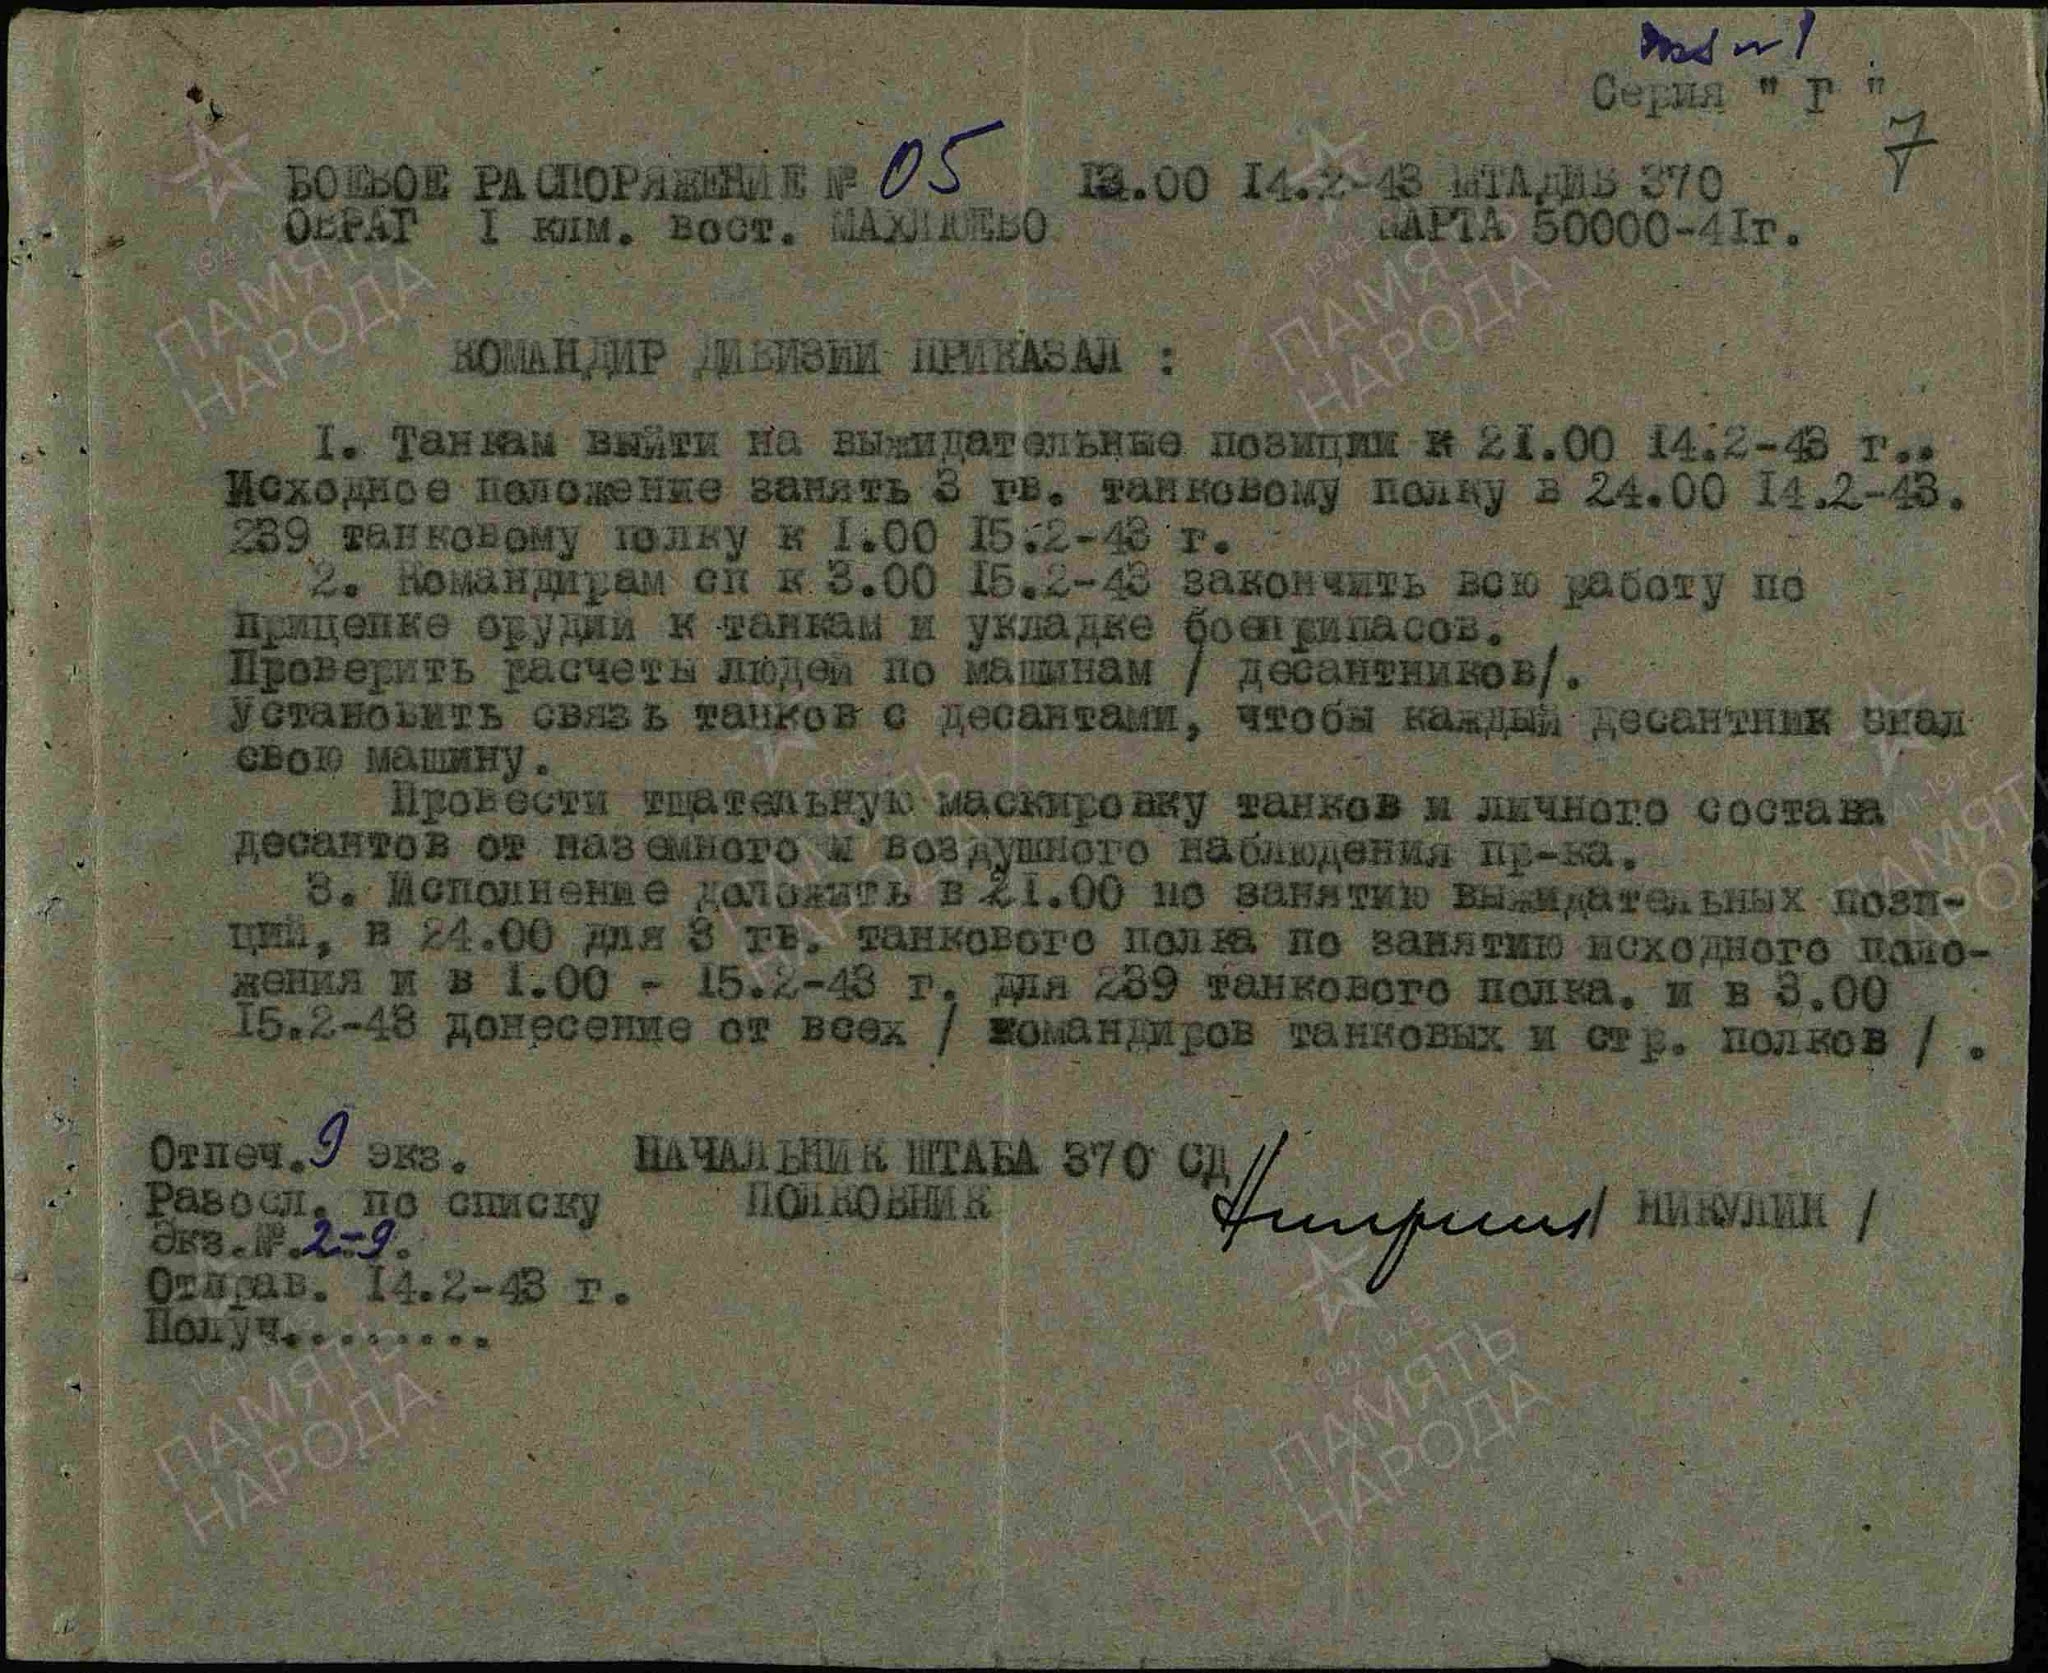 экз № 1
Серия " Г "
7
БОЕВОЕ РАСПОРЯЖЕНИЕ № 05 13.00 14.2-43 ШТАДИВ 370
ОВРАГ I клм. вост. МАХЛЮЕВО КАРТА 50000-41г.
КОМАНДИР ДИВИЗИИ ПРИКАЗАЛ :
I. Танкам выйти на выжидательные позиции к 21.00 14.2-43 г..
Исходное положение занять 3 гв. танковому полку в 24.00 14.2-43.
239 танковому полку к I.00 15.2-43 г.
2. Командирам сп к 3.00 15.2-43 закончить всю работу по
прицепке орудий к танкам и укладке боеприпасов.
Проверить расчеты людей по машинам / десантников/.
Установить связь танков с десантами, чтобы каждый десантник знал
свою машину.
Провести тщательную маскировку танков и личного состава
десантов от наземного и воздушного наблюдения пр-ка.
3. Исполнение доложить в 21.00 по занятию выжидательных пози-
ций, в 24.00 для 3 гв. танкового полка по занятию исходного поло-
жения и в 1.00 - 15.2-43 г. для 239 танкового полка. и в 3.00
15.2-43 донесение от всех / командиров танковых и стр. полков / .
Отпеч. 9 экз. НАЧАЛЬНИК ШТАБА 370 СД
Разосл. по списку ПОЛКОВНИК / НИКУЛИН /
Экз.№.2-9.
Отправ. 14.2-43 г.
Получ.........
ПАМЯТЬ
НАРОДА
1941-1945